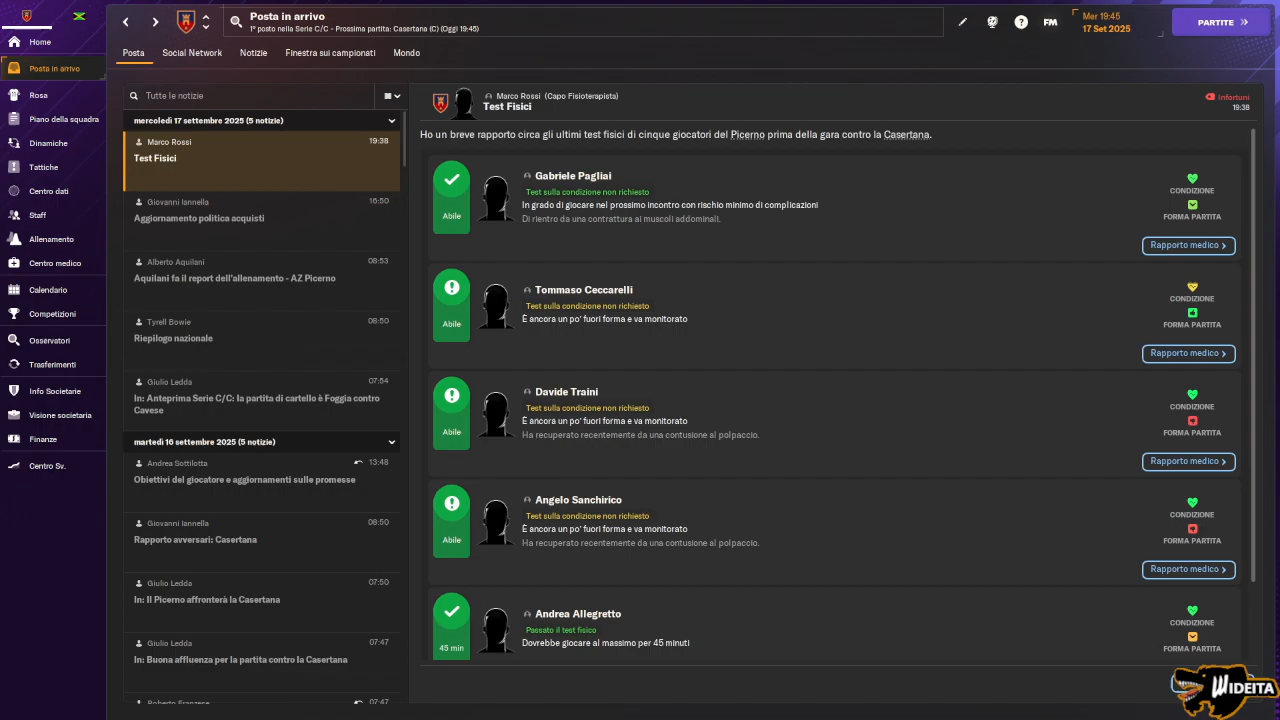 Posta in arrivo
1° posto nella Serie C/C - Prossima partita: Casertana (C) (Oggi 19:45)
FM
Mer 19:45
17 Set 2025
PARTITE
Posta
Social Network
Notizie
Finestra sui campionati
Mondo
Home
Posta in arrivo
Rosa
Piano della squadra
Dinamiche
Tattiche
Centro dati
Staff
Allenamento
Centro medico
Calendario
Competizioni
Osservatori
Trasferimenti
Info Societarie
Visione societaria
Finanze
Centro Sv.
Tutte le notizie
mercoledì 17 settembre 2025 (5 notizie)
Marco Rossi 19:38
Test Fisici
Giovanni Iannella 16:50
Aggiornamento politica acquisti
Alberto Aquilani 08:53
Aquilani fa il report dell'allenamento - AZ Picerno
Tyrell Bowie 08:50
Riepilogo nazionale
Giulio Ledda 07:54
In: Anteprima Serie C/C: la partita di cartello è Foggia contro
Cavese
martedì 16 settembre 2025 (5 notizie)
Andrea Sottilotta 13:48
Obiettivi del giocatore e aggiornamenti sulle promesse
Giovanni Iannella 08:50
Rapporto avversari: Casertana
Giulio Ledda 07:50
In: Il Picerno affronterà la Casertana
Giulio Ledda 07:47
In: Buona affluenza per la partita contro la Casertana
Roberto Franzese 07:47
Marco Rossi (Capo Fisioterapista)
Test Fisici
Infortuni
19:38
Ho un breve rapporto circa gli ultimi test fisici di cinque giocatori del Picerno prima della gara contro la Casertana.
Abile
Gabriele Pagliai
Test sulla condizione non richiesto
In grado di giocare nel prossimo incontro con rischio minimo di complicazioni
Di rientro da una contrattura ai muscoli addominali.
CONDIZIONE
FORMA PARTITA
Rapporto medico
Abile
Tommaso Ceccarelli
Test sulla condizione non richiesto
È ancora un po' fuori forma e va monitorato
CONDIZIONE
FORMA PARTITA
Rapporto medico
Abile
Davide Traini
Test sulla condizione non richiesto
È ancora un po' fuori forma e va monitorato
Ha recuperato recentemente da una contusione al polpaccio.
CONDIZIONE
FORMA PARTITA
Rapporto medico
Abile
Angelo Sanchirico
Test sulla condizione non richiesto
È ancora un po' fuori forma e va monitorato
Ha recuperato recentemente da una contusione al polpaccio.
CONDIZIONE
FORMA PARTITA
Rapporto medico
45 min
Andrea Allegretto
Passato il test fisico
Dovrebbe giocare al massimo per 45 minuti
CONDIZIONE
FORMA PARTITA
WIDEITA